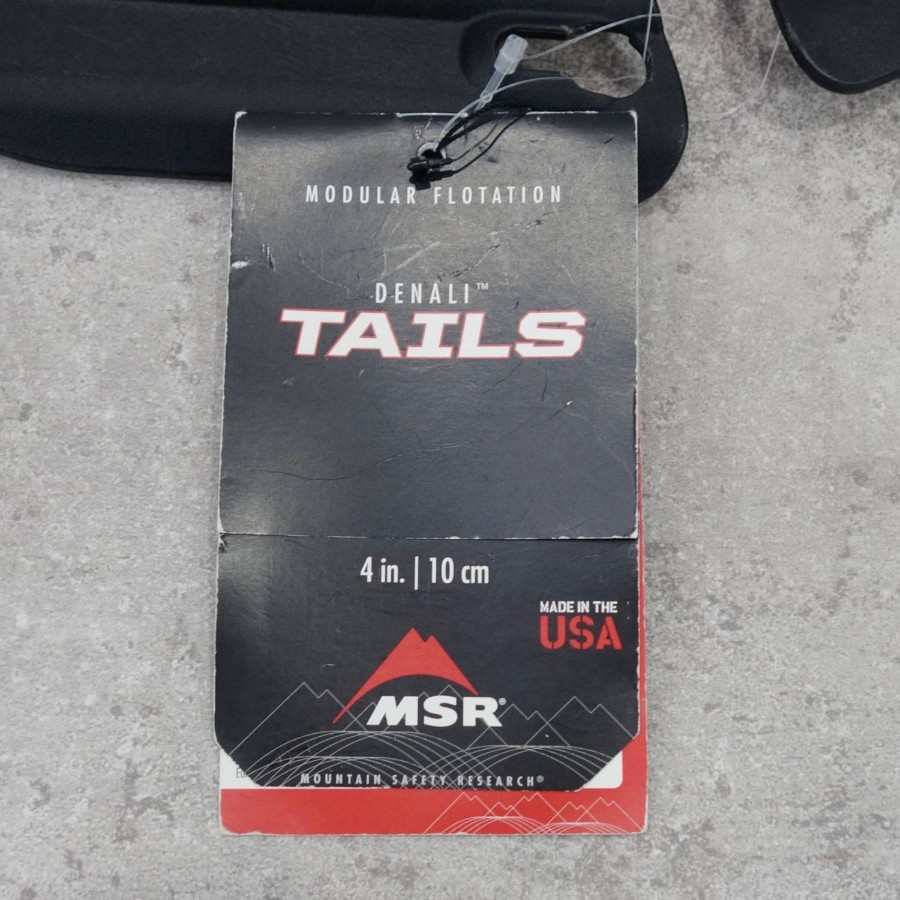 MODULAR FLOTATION
DENALI™
TAILS
4 in. | 10 cm
MADE IN THE
USA
MSR®
MOUNTAIN SAFETY RESEARCH®